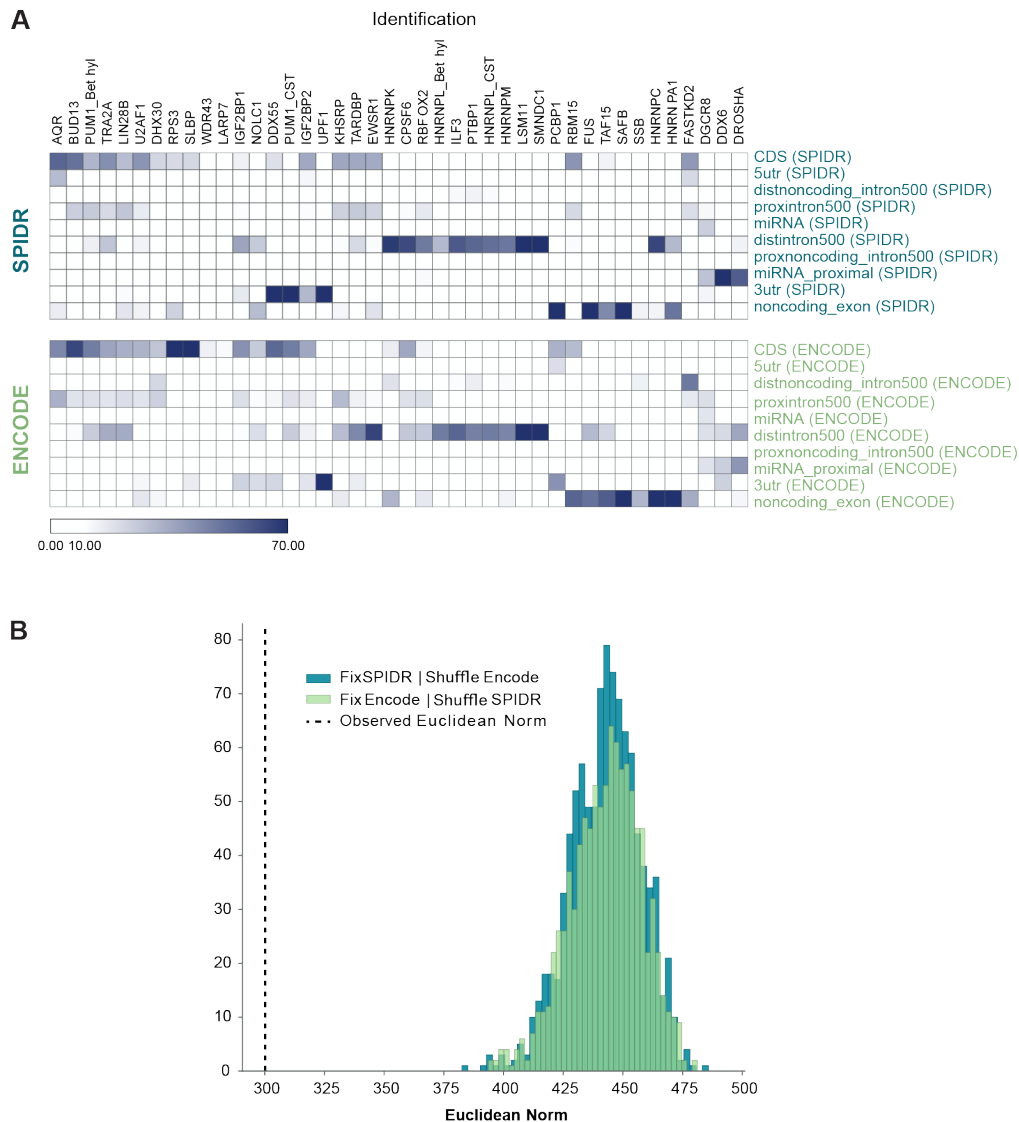 A
Identification
AQR
BUD13
PUM1_Bet hyl
TRA2A
LIN28B
U2AF1
DHX30
RPS3
SLBP
WDR43
LARP7
IGF2BP1
NOLC1
DDX55
PUM1_CST
IGF2BP2
UPF1
KHSRP
TARDBP
EWSR1
HNRNPK
CPSF6
RBFOX2
HNRNPL_Bet hyl
ILF3
PTBP1
HNRNPL_CST
HNRNPM
LSM11
SMNDC1
PCBP1
RBM15
FUS
TAF15
SAFB
SSB
HNRNPC
HNRNPA1
FASTKD2
DGCR8
DDX6
DROSHA
SPIDR
CDS (SPIDR)
5utr (SPIDR)
distnoncoding_intron500 (SPIDR)
proxintron500 (SPIDR)
miRNA (SPIDR)
distintron500 (SPIDR)
proxnoncoding_intron500 (SPIDR)
miRNA_proximal (SPIDR)
3utr (SPIDR)
noncoding_exon (SPIDR)
ENCODE
CDS (ENCODE)
5utr (ENCODE)
distnoncoding_intron500 (ENCODE)
proxintron500 (ENCODE)
miRNA (ENCODE)
distintron500 (ENCODE)
proxnoncoding_intron500 (ENCODE)
miRNA_proximal (ENCODE)
3utr (ENCODE)
noncoding_exon (ENCODE)
0.00 10.00 70.00
B
80
70
60
50
40
30
20
10
0
FixSPIDR | Shuffle Encode
Fix Encode | Shuffle SPIDR
Observed Euclidean Norm
300 325 350 375 400 425 450 475 500
Euclidean Norm